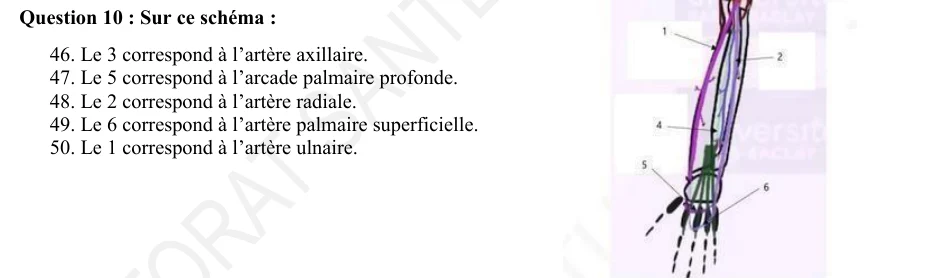 Question 10 : Sur ce schéma :
46. Le 3 correspond à l'artère axillaire.
47. Le 5 correspond à l'arcade palmaire profonde.
48. Le 2 correspond à l'artère radiale.
49. Le 6 correspond à l'artère palmaire superficielle.
50. Le 1 correspond à l'artère ulnaire.
1
2
4
5
6